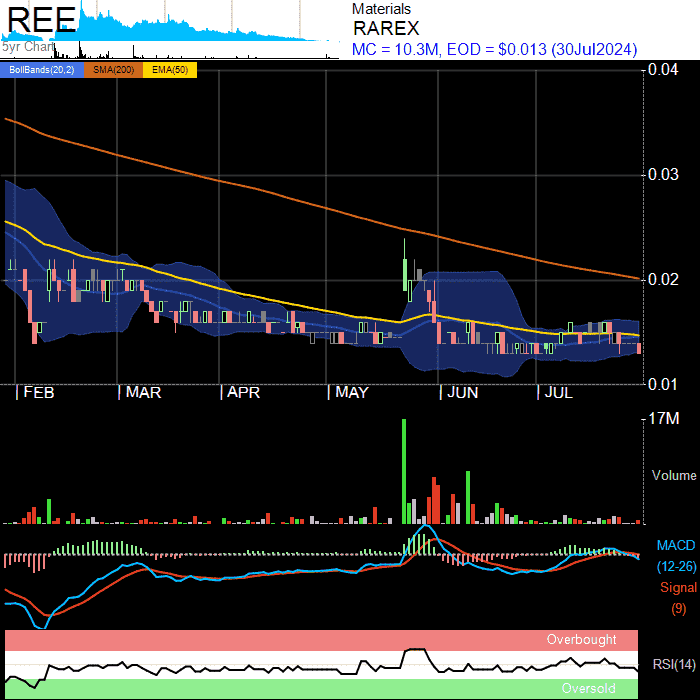 REE
5yr Chart
Materials
RAREX
MC = 10.3M, EOD = $0.013 (30Jul2024)
BollBands(20,2) SMA(200) EMA(50)
0.04
0.03
0.02
0.01
FEB MAR APR MAY JUN JUL
17M
Volume
MACD
(12-26)
Signal
(9)
Overbought
RSI(14)
Oversold